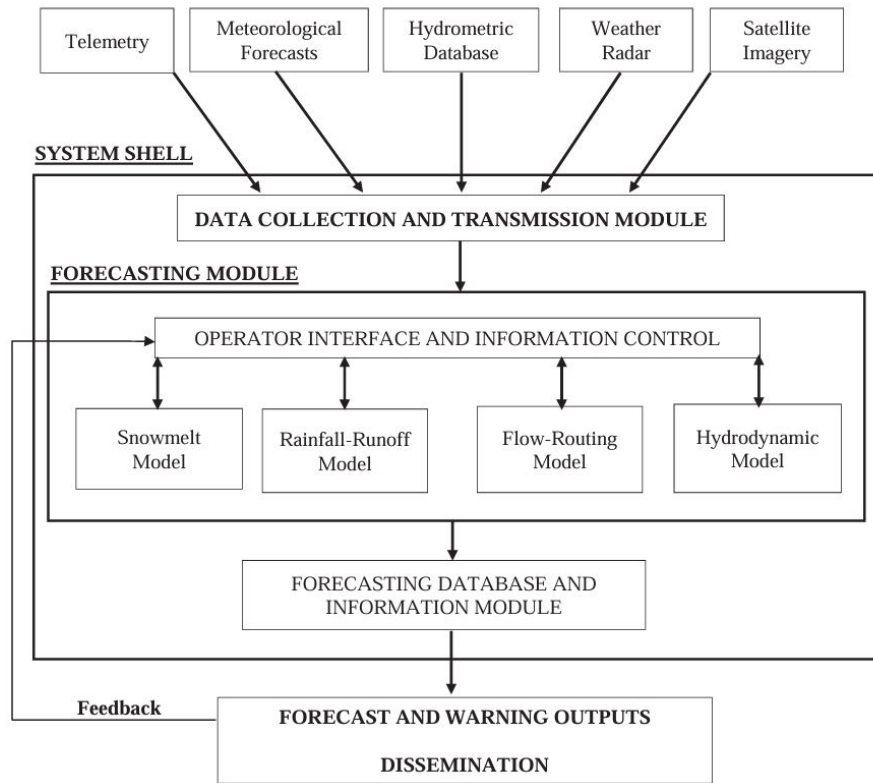 Telemetry
Meteorological
Forecasts
Hydrometric
Database
Weather
Radar
Satellite
Imagery
SYSTEM SHELL
DATA COLLECTION AND TRANSMISSION MODULE
FORECASTING MODULE
OPERATOR INTERFACE AND INFORMATION CONTROL
Snowmelt
Model
Rainfall-Runoff
Model
Flow-Routing
Model
Hydrodynamic
Model
FORECASTING DATABASE AND
INFORMATION MODULE
Feedback
FORECAST AND WARNING OUTPUTS
DISSEMINATION